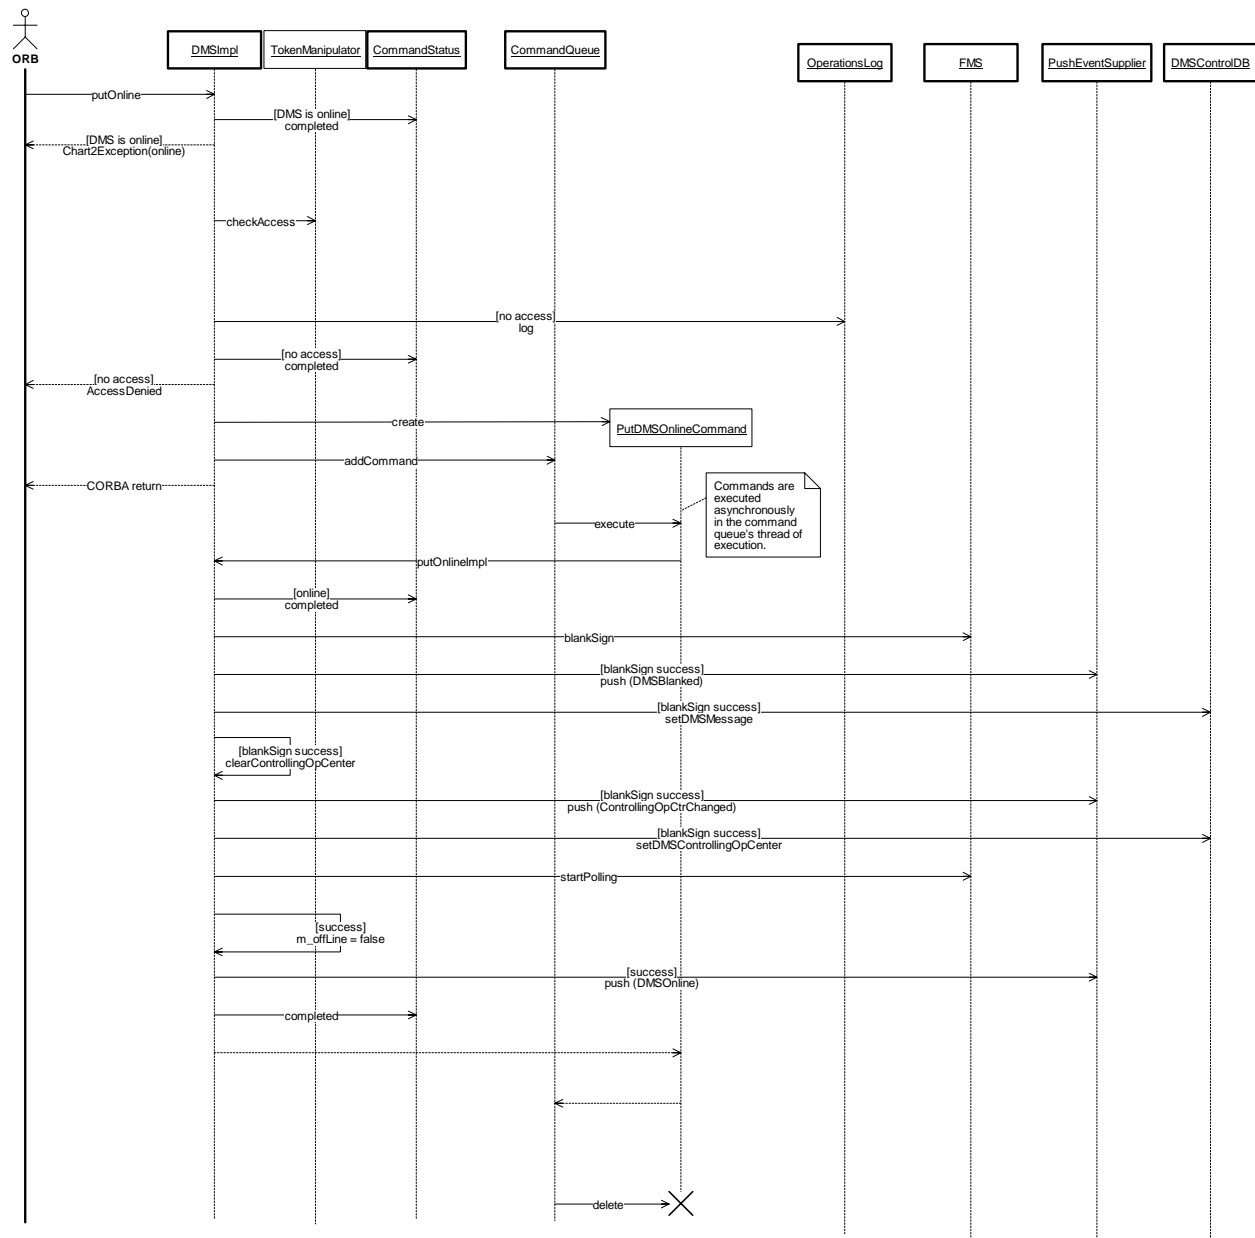 ORB
DMSImpl
TokenManipulator
CommandStatus
CommandQueue
OperationsLog
FMS
PushEventSupplier
DMSControlDB
putOnline
[DMS is online]
completed
[DMS is online]
Chart2Exception(online)
checkAccess
[no access]
log
[no access]
completed
[no access]
AccessDenied
create
PutDMSOnlineCommand
addCommand
CORBA return
Commands are
executed
asynchronously
in the command
queue's thread of
execution.
execute
putOnlineImpl
[online]
completed
blankSign
[blankSign success]
push (DMSBlanked)
[blankSign success]
setDMSMessage
[blankSign success]
clearControllingOpCenter
[blankSign success]
push (ControllingOpCtrChanged)
[blankSign success]
setDMSControllingOpCenter
startPolling
[success]
m_offLine = false
[success]
push (DMSOnline)
completed
delete